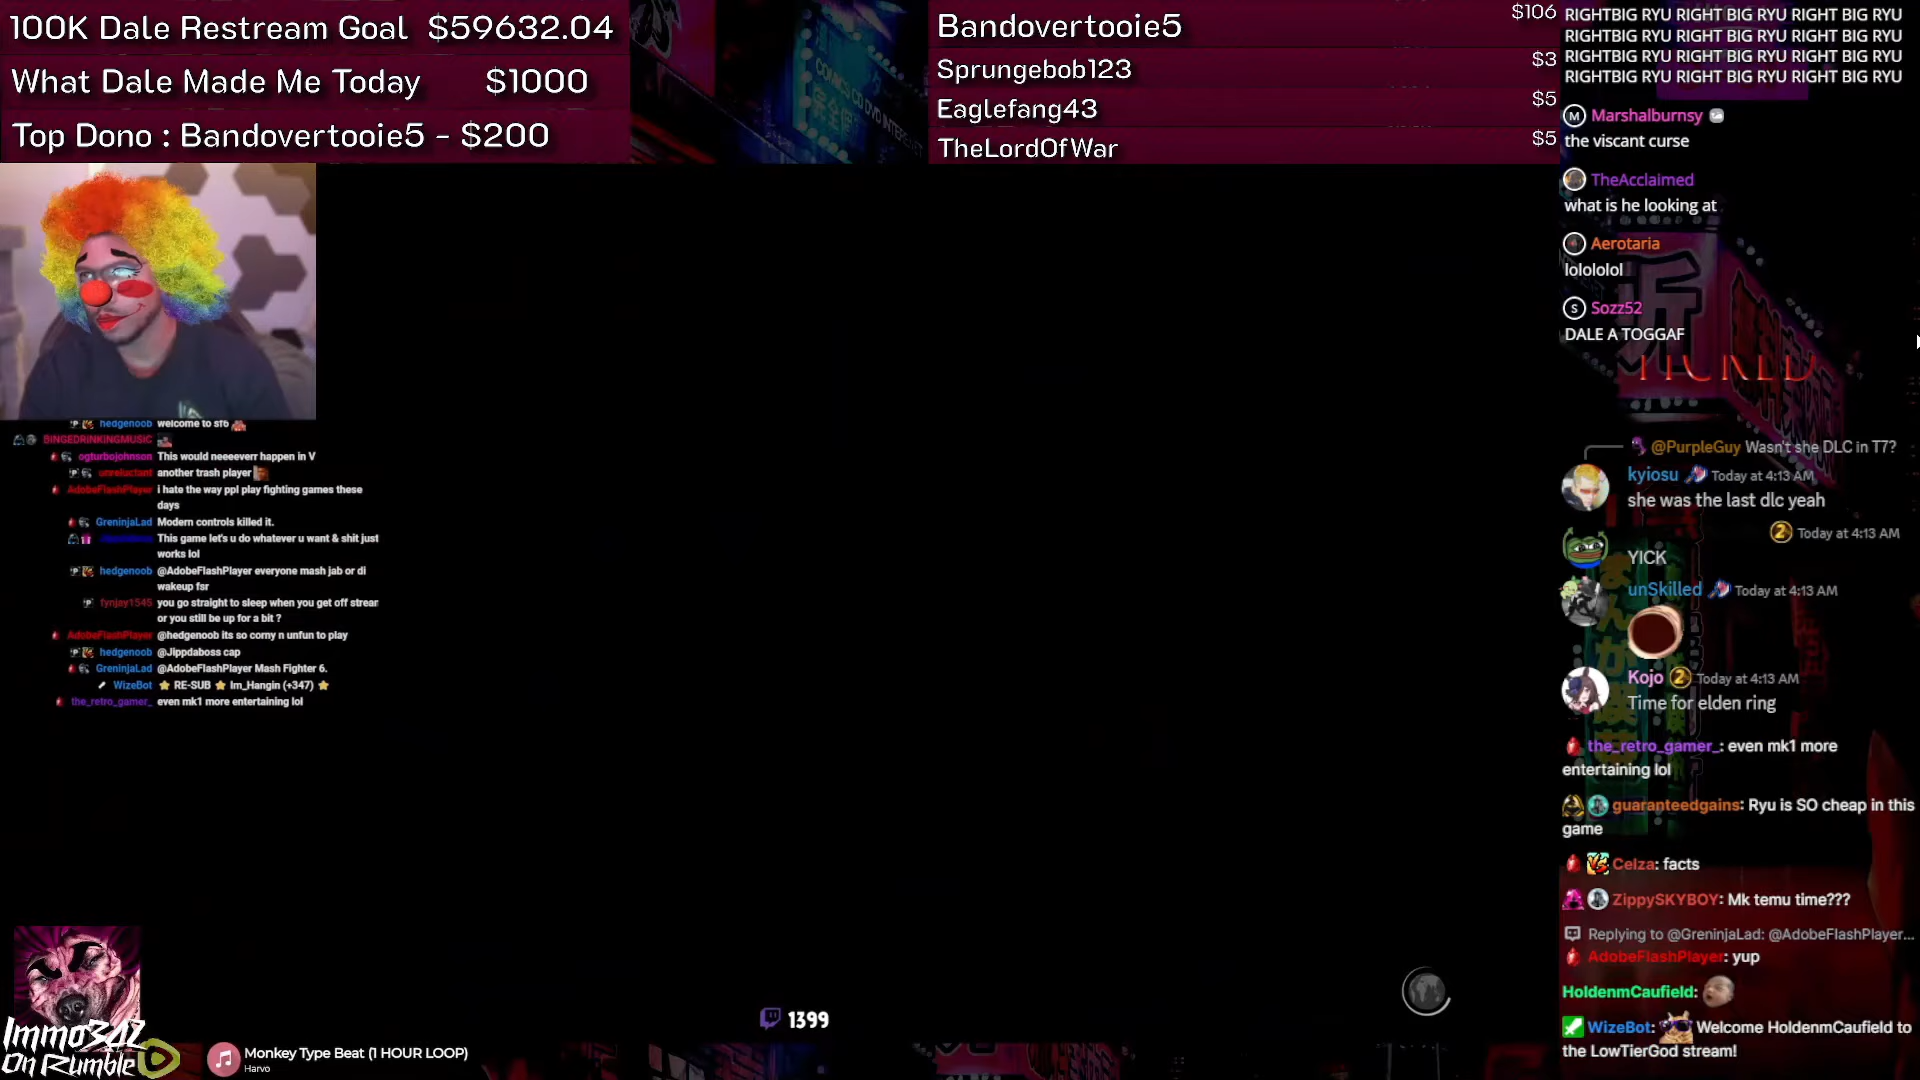 100K Dale Restream Goal $59632.04
What Dale Made Me Today $1000
Top Dono : Bandovertooie5 - $200
Bandovertooie5 $106
Sprungebob123 $3
Eaglefang43 $5
TheLordOfWar $5
RIGHTBIG RYU RIGHT BIG RYU RIGHT BIG RYU
RIGHTBIG RYU RIGHT BIG RYU RIGHT BIG RYU
RIGHTBIG RYU RIGHT BIG RYU RIGHT BIG RYU
RIGHTBIG RYU RIGHT BIG RYU RIGHT BIG RYU
M Marshalburnsy
the viscant curse
TheAcclaimed
what is he looking at
Aerotaria
lolololol
S Sozz52
DALE A TOGGAF
@PurpleGuy Wasn't she DLC in T7?
kyiosu Today at 4:13 AM
she was the last dlc yeah
2 Today at 4:13 AM
YICK
unSkilled Today at 4:13 AM
Kojo 2 Today at 4:13 AM
Time for elden ring
the_retro_gamer_: even mk1 more
entertaining lol
guaranteedgains: Ryu is SO cheap in this
game
Celza: facts
ZippySKYBOY: Mk temu time???
Replying to @GreninjaLad: @AdobeFlashPlayer...
AdobeFlashPlayer: yup
HoldenmCaufield:
WizeBot: Welcome HoldenmCaufield to
the LowTierGod stream!
hedgenoob welcome to sf6
BINGEDRINKINGMUSIC
ogturbojohnson This would neeeeverr happen in V
unreluctant another trash player
AdobeFlashPlayer i hate the way ppl play fighting games these
days
GreninjaLad Modern controls killed it.
This game let's u do whatever u want & shit just
works lol
hedgenoob @AdobeFlashPlayer everyone mash jab or di
wakeup fsr
fynjay1545 you go straight to sleep when you get off strear
or you still be up for a bit ?
AdobeFlashPlayer @hedgenoob its so corny n unfun to play
hedgenoob @Jippdaboss cap
GreninjaLad @AdobeFlashPlayer Mash Fighter 6.
WizeBot RE-SUB Im_Hangin (+347)
the_retro_gamer_ even mk1 more entertaining lol
1399
Immo342
On Rumble
Monkey Type Beat (1 HOUR LOOP)
Harvo